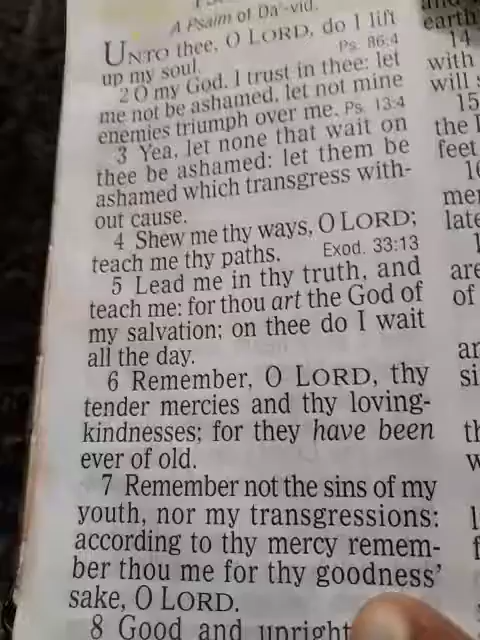 A Psalm of Da'-vid.
UNTO thee, O LORD, do I lift
up my soul. Ps. 86:4
2 O my God, I trust in thee: let
me not be ashamed, let not mine
enemies triumph over me. Ps. 13:4
3 Yea, let none that wait on
thee be ashamed: let them be
ashamed which transgress with-
out cause.
4 Shew me thy ways, O LORD;
teach me thy paths. Exod. 33:13
5 Lead me in thy truth, and
teach me: for thou art the God of
my salvation; on thee do I wait
all the day.
6 Remember, O LORD, thy
tender mercies and thy loving-
kindnesses; for they have been
ever of old.
7 Remember not the sins of my
youth, nor my transgressions:
according to thy mercy remem-
ber thou me for thy goodness'
sake, O LORD.
8 Good and upright
earth
14
with
will
15
the
feet
are
of